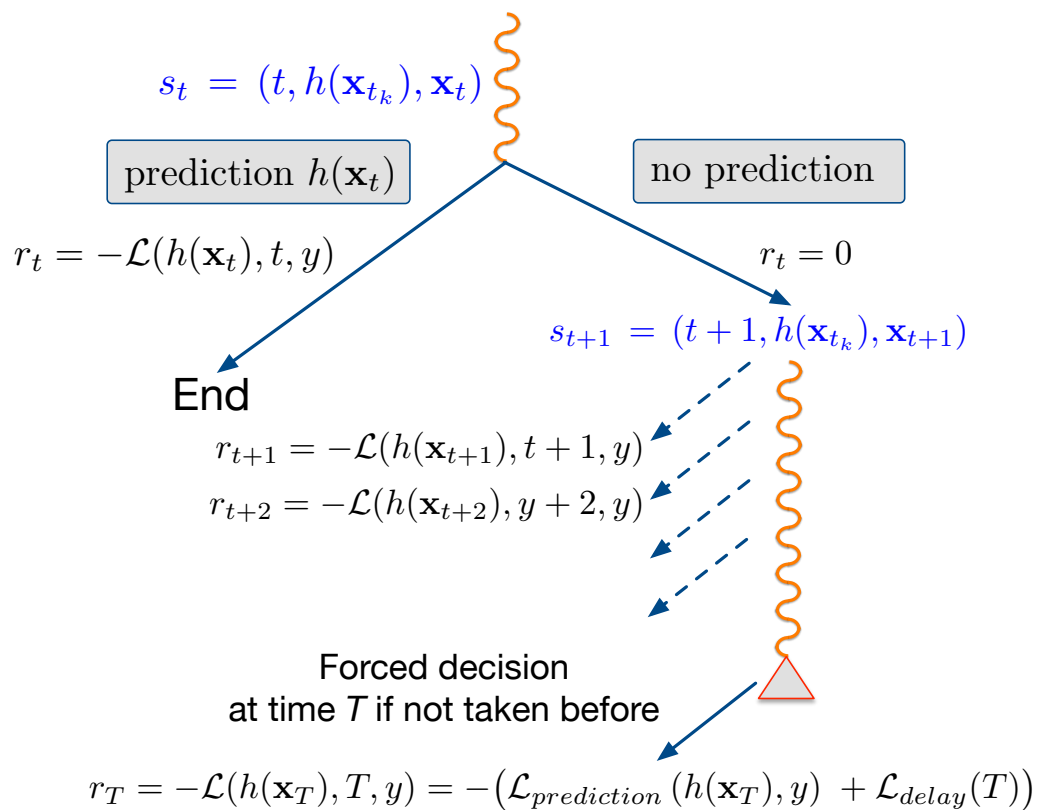 s_t = (t, h(x_{t_k}), x_t)
prediction h(x_t)
no prediction
r_t = −ℒ(h(x_t), t, y)
r_t = 0
s_{t+1} = (t + 1, h(x_{t_k}), x_{t+1})
End
r_{t+1} = −ℒ(h(x_{t+1}), t + 1, y)
r_{t+2} = −ℒ(h(x_{t+2}), y + 2, y)
Forced decision
at time T if not taken before
r_T = −ℒ(h(x_T), T, y) = −(ℒ_{prediction}(h(x_T), y) + ℒ_{delay}(T))